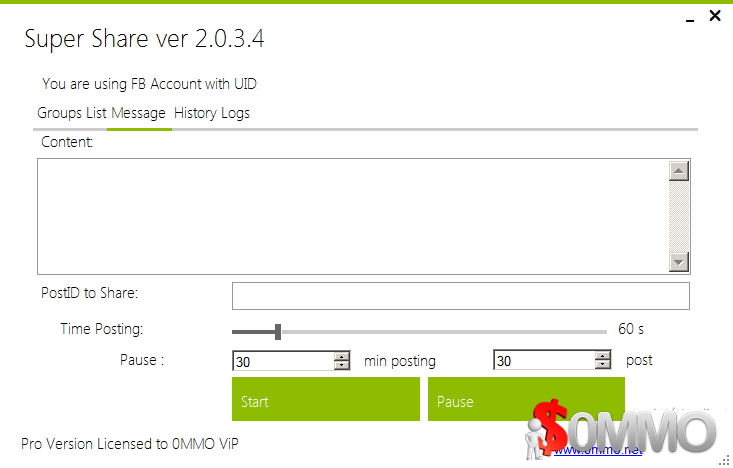 Super Share ver 2.0.3.4
You are using FB Account with UID
Groups List Message History Logs
Content:
PostID to Share:
Time Posting: 60 s
Pause : 30 min posting 30 post
Start Pause
$0MMO
Pro Version Licensed to 0MMO ViP
www.0mmo.net